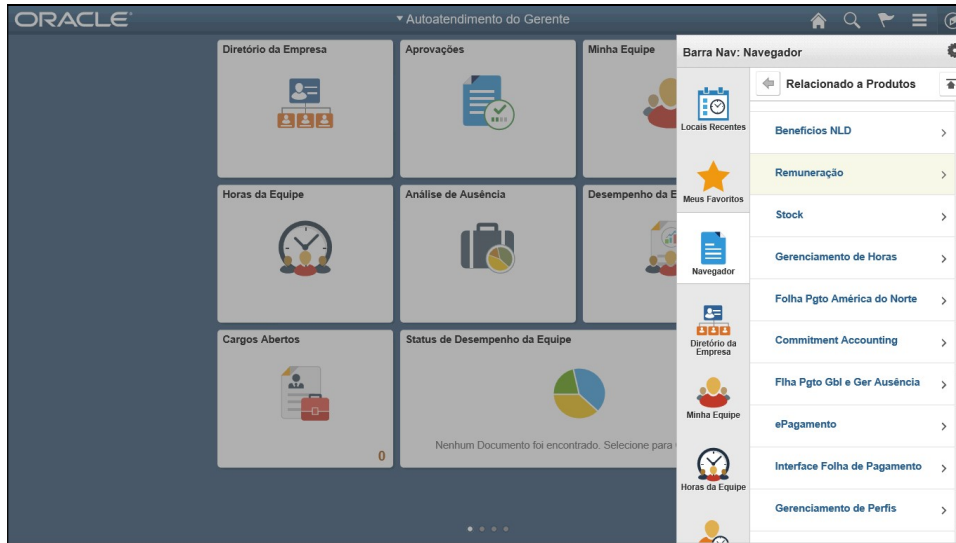 ORACLE
Autoatendimento do Gerente
Diretório da Empresa
Aprovações
Minha Equipe
Horas da Equipe
Análise de Ausência
Desempenho da E
Cargos Abertos
0
Status de Desempenho da Equipe
Nenhum Documento foi encontrado. Selecione para
Barra Nav: Navegador
Locais Recentes
Meus Favoritos
Navegador
Diretório da
Empresa
Minha Equipe
Horas da Equipe
Relacionado a Produtos
Benefícios NLD
Remuneração
Stock
Gerenciamento de Horas
Folha Pgto América do Norte
Commitment Accounting
Flha Pgto Gbl e Ger Ausência
ePagamento
Interface Folha de Pagamento
Gerenciamento de Perfis